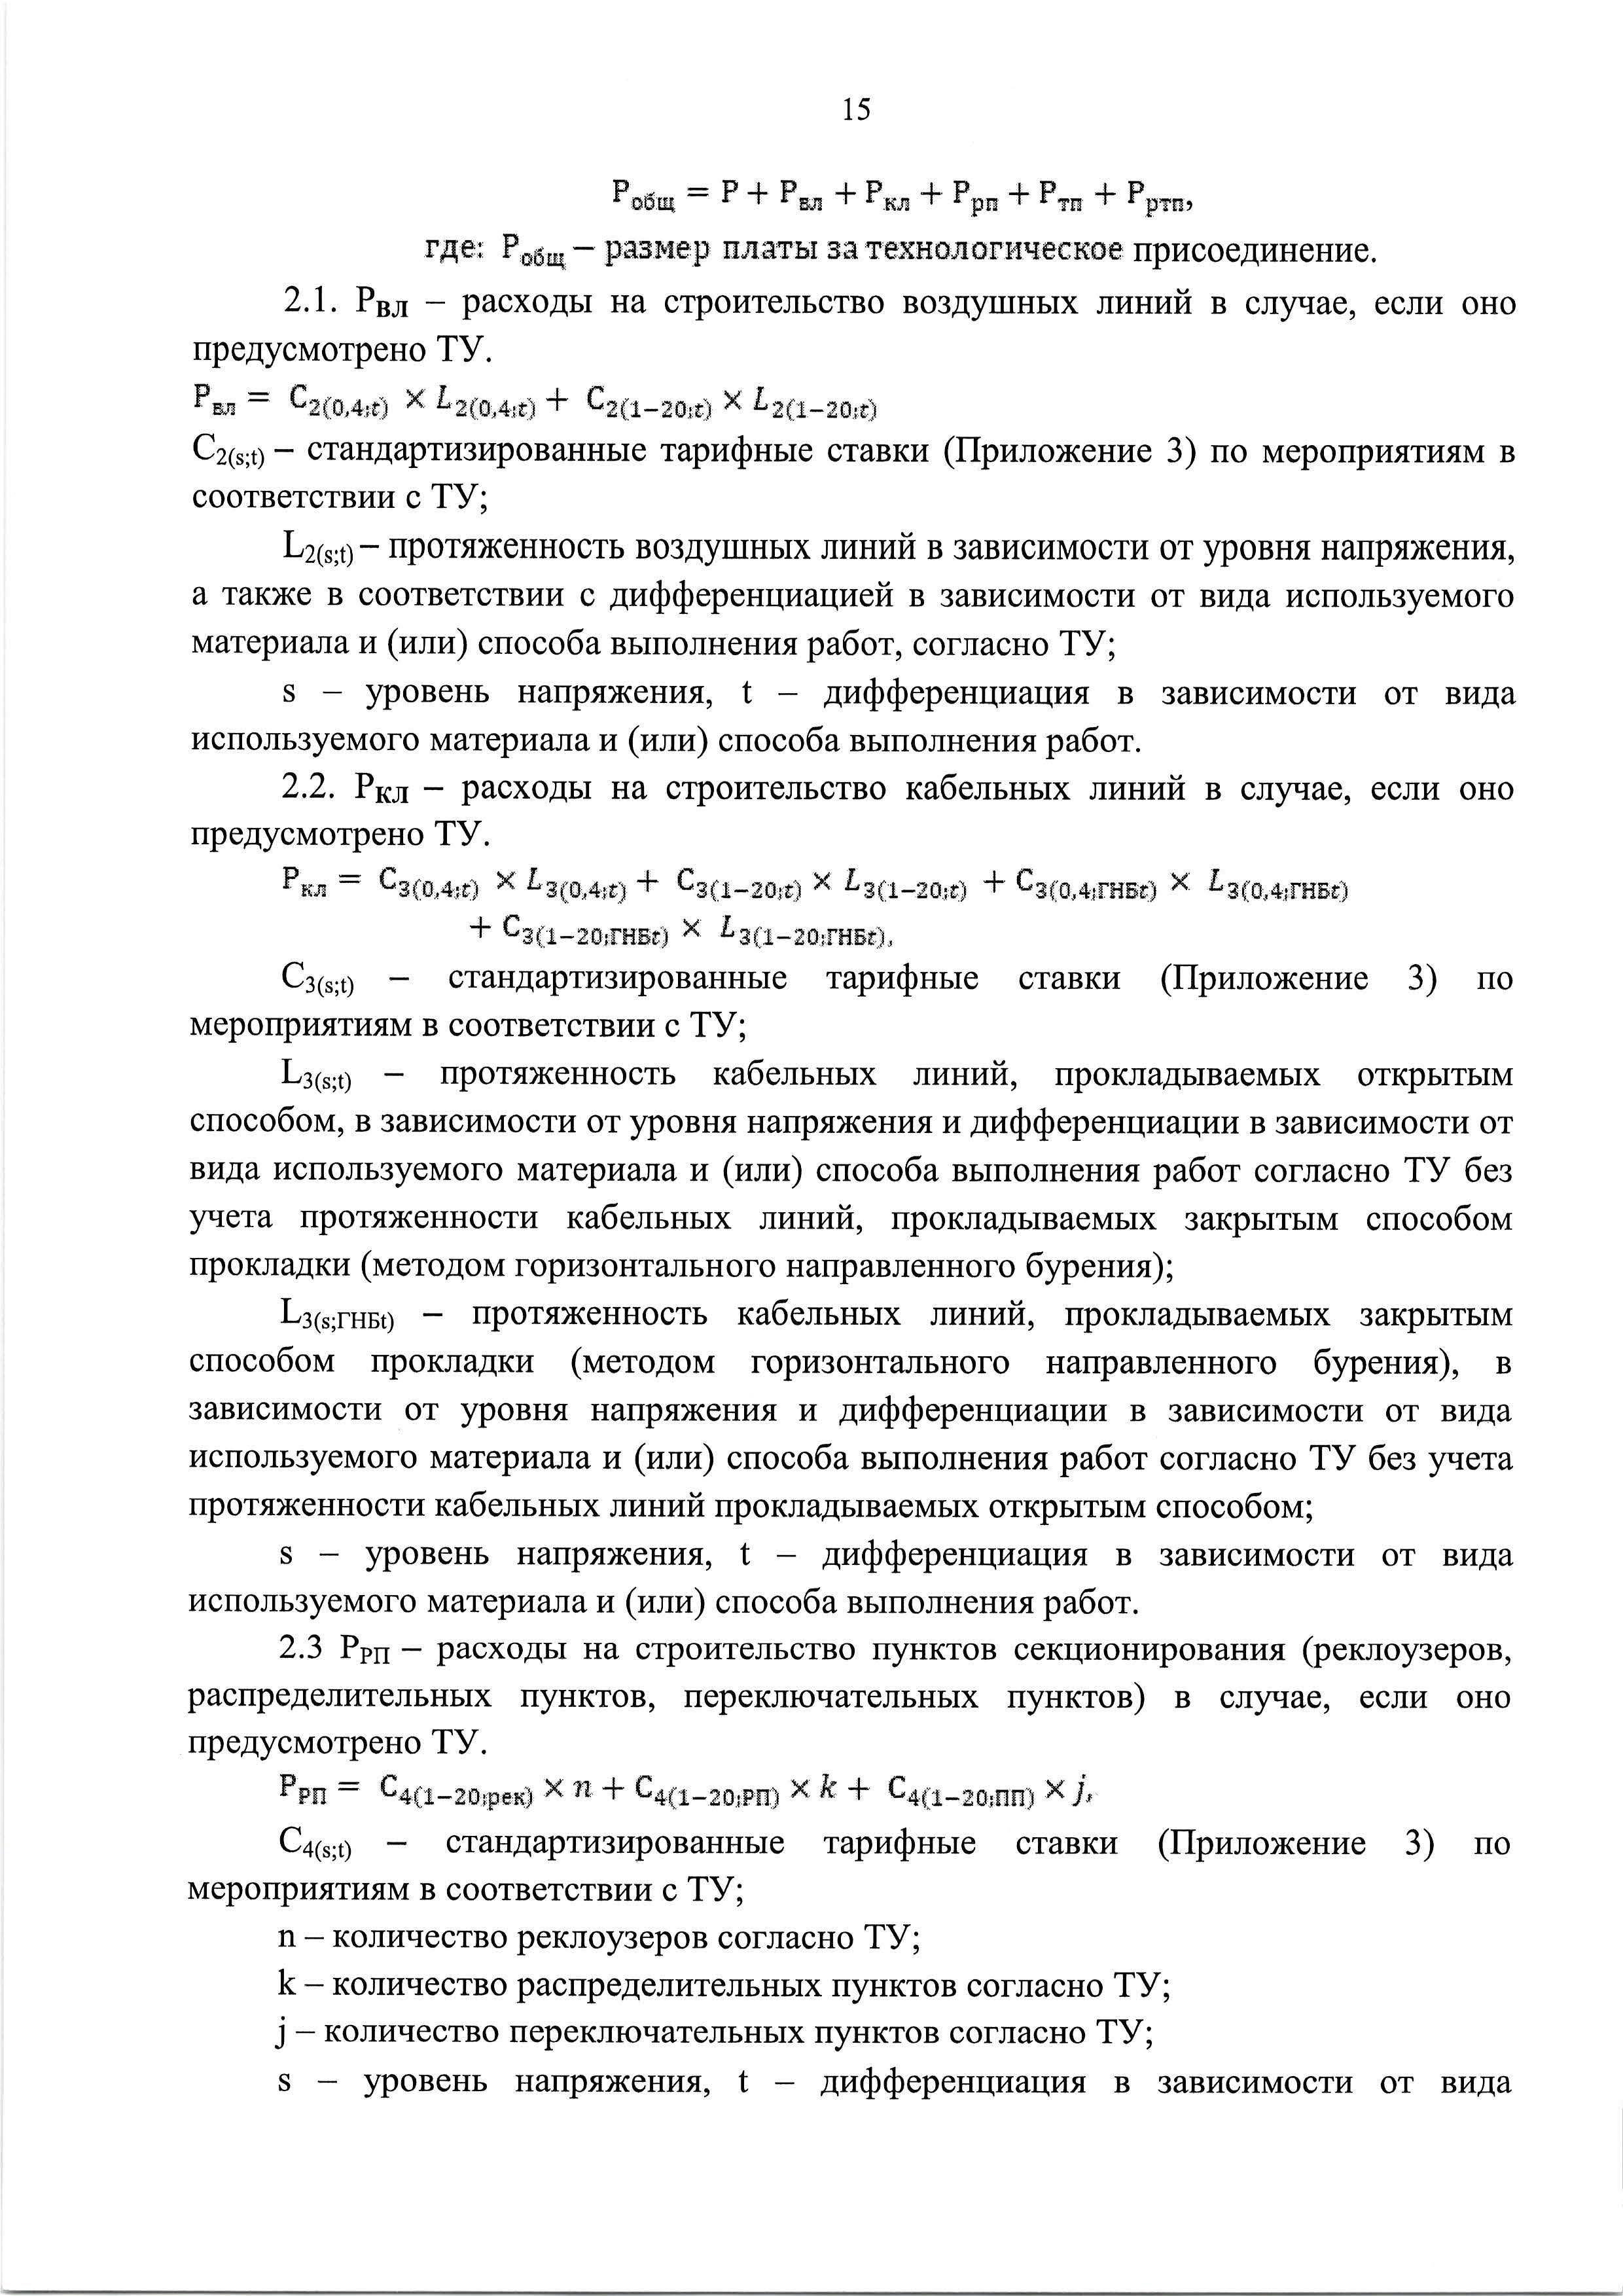 15
Робщ = Р + Рвл + Ркл + Ррп + Ртп + Рртп,
где: Робщ – размер платы за технологическое присоединение.
2.1. РВЛ – расходы на строительство воздушных линий в случае, если оно
предусмотрено ТУ.
Рвл = С2(0,4;t) × L2(0,4;t) + С2(1−20;t) × L2(1−20;t)
С2(s;t) – стандартизированные тарифные ставки (Приложение 3) по мероприятиям в
соответствии с ТУ;
L2(s;t) – протяженность воздушных линий в зависимости от уровня напряжения,
а также в соответствии с дифференциацией в зависимости от вида используемого
материала и (или) способа выполнения работ, согласно ТУ;
s – уровень напряжения, t – дифференциация в зависимости от вида
используемого материала и (или) способа выполнения работ.
2.2. РКЛ – расходы на строительство кабельных линий в случае, если оно
предусмотрено ТУ.
Ркл = С3(0,4;t) × L3(0,4;t) + С3(1−20;t) × L3(1−20;t) + С3(0,4;ГНБt) × L3(0,4;ГНБt)
+ С3(1−20;ГНБt) × L3(1−20;ГНБt),
С3(s;t) – стандартизированные тарифные ставки (Приложение 3) по
мероприятиям в соответствии с ТУ;
L3(s;t) – протяженность кабельных линий, прокладываемых открытым
способом, в зависимости от уровня напряжения и дифференциации в зависимости от
вида используемого материала и (или) способа выполнения работ согласно ТУ без
учета протяженности кабельных линий, прокладываемых закрытым способом
прокладки (методом горизонтального направленного бурения);
L3(s;ГНБt) – протяженность кабельных линий, прокладываемых закрытым
способом прокладки (методом горизонтального направленного бурения), в
зависимости от уровня напряжения и дифференциации в зависимости от вида
используемого материала и (или) способа выполнения работ согласно ТУ без учета
протяженности кабельных линий прокладываемых открытым способом;
s – уровень напряжения, t – дифференциация в зависимости от вида
используемого материала и (или) способа выполнения работ.
2.3 РРП – расходы на строительство пунктов секционирования (реклоузеров,
распределительных пунктов, переключательных пунктов) в случае, если оно
предусмотрено ТУ.
РРП = С4(1−20;рек) × n + С4(1−20;РП) × k + С4(1−20;ПП) × j,
С4(s;t) – стандартизированные тарифные ставки (Приложение 3) по
мероприятиям в соответствии с ТУ;
n – количество реклоузеров согласно ТУ;
k – количество распределительных пунктов согласно ТУ;
j – количество переключательных пунктов согласно ТУ;
s – уровень напряжения, t – дифференциация в зависимости от вида